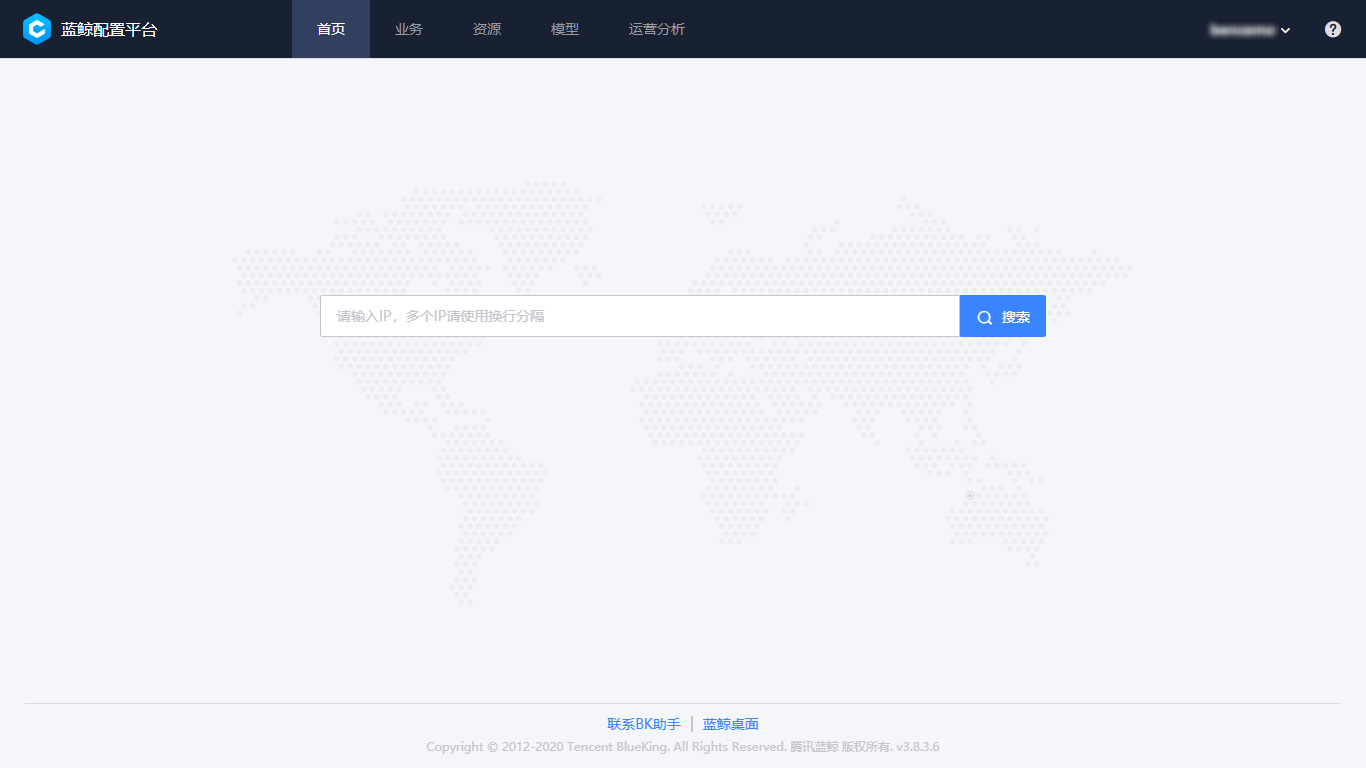 蓝鲸配置平台
首页
业务
资源
模型
运营分析
请输入IP，多个IP请使用换行分隔
搜索
联系BK助手 | 蓝鲸桌面
Copyright © 2012-2020 Tencent BlueKing. All Rights Reserved. 腾讯蓝鲸 版权所有. v3.8.3.6